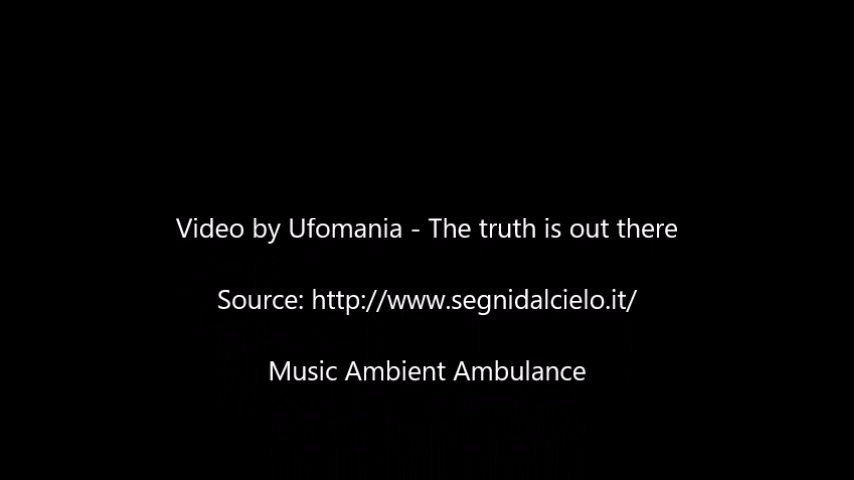 Video by Ufomania - The truth is out there
Source: http://www.segnidalcielo.it/
Music Ambient Ambulance